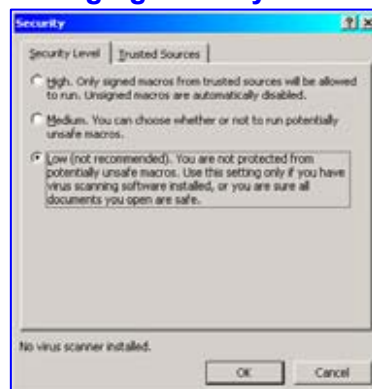 Security
Security Level Trusted Sources
High. Only signed macros from trusted sources will be allowed
to run. Unsigned macros are automatically disabled.
Medium. You can choose whether or not to run potentially
unsafe macros.
Low (not recommended). You are not protected from
potentially unsafe macros. Use this setting only if you have
virus scanning software installed, or you are sure all
documents you open are safe.
No virus scanner installed.
OK Cancel